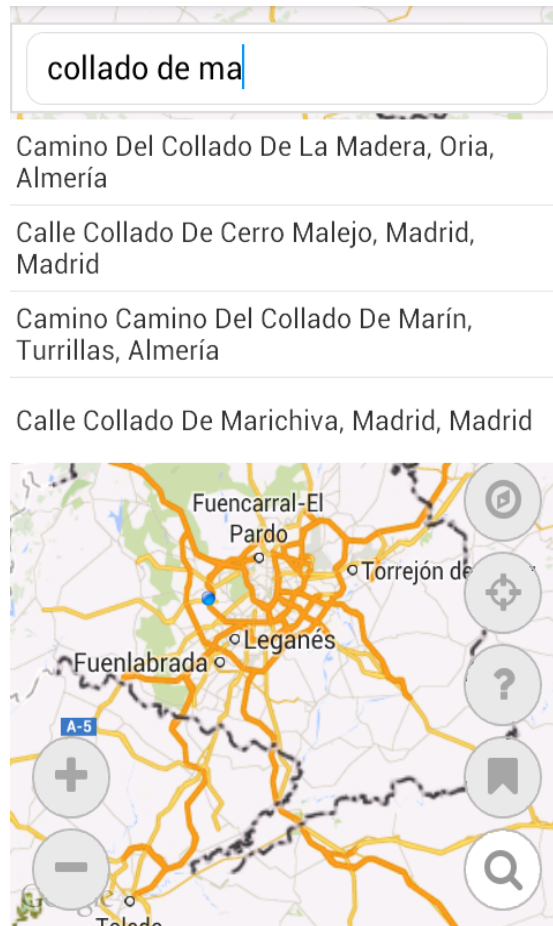 collado de ma
Camino Del Collado De La Madera, Oria,
Almería
Calle Collado De Cerro Malejo, Madrid,
Madrid
Camino Camino Del Collado De Marín,
Turrillas, Almería
Calle Collado De Marichiva, Madrid, Madrid
Fuencarral-El
Pardo
Torrejón de
Leganés
Fuenlabrada
A-5
?
Google
Toledo